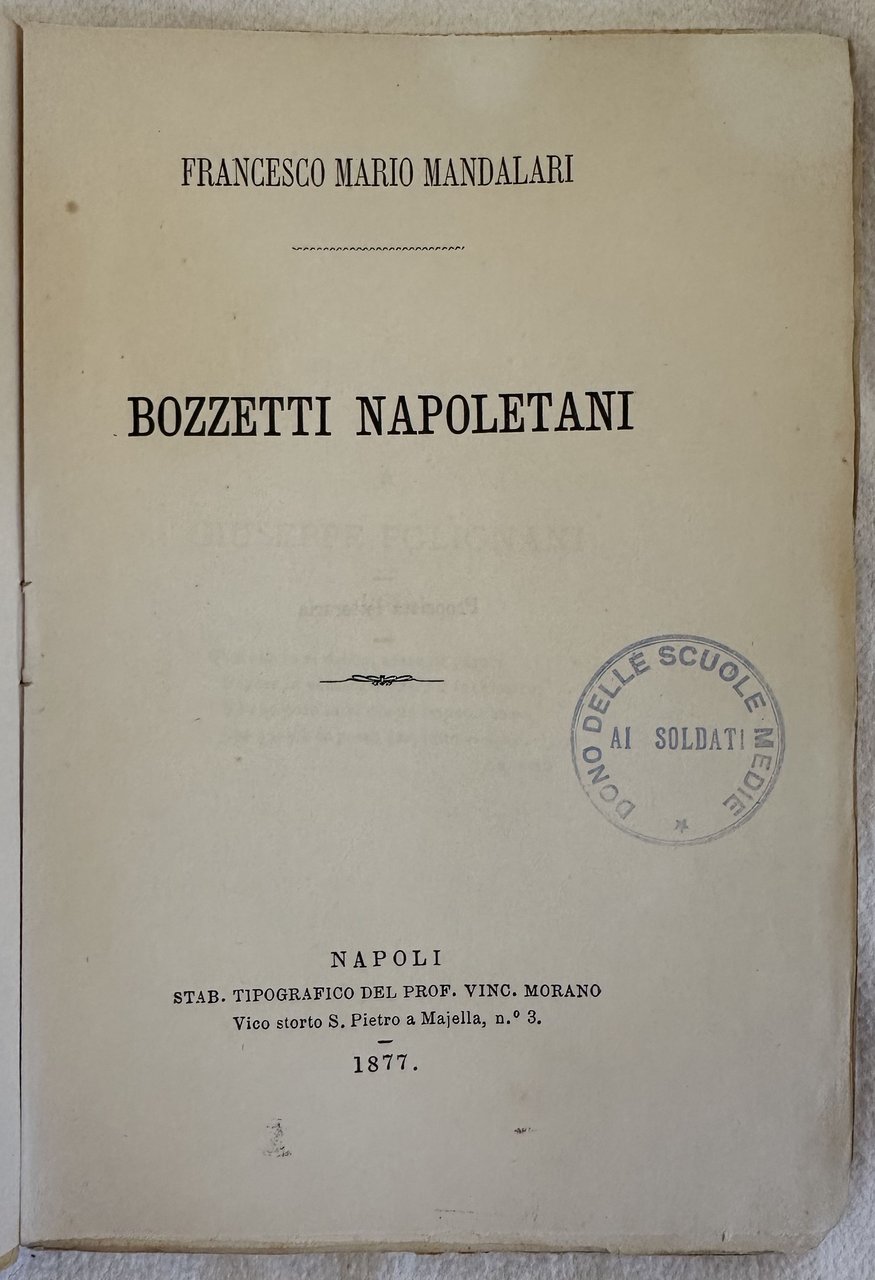 FRANCESCO MARIO MANDALARI
BOZZETTI NAPOLETANI
DONO DELLE SCUOLE MEDIE
AI SOLDATI
NAPOLI
STAB. TIPOGRAFICO DEL PROF. VINC. MORANO
Vico storto S. Pietro a Majella, n.º 3.
1877.